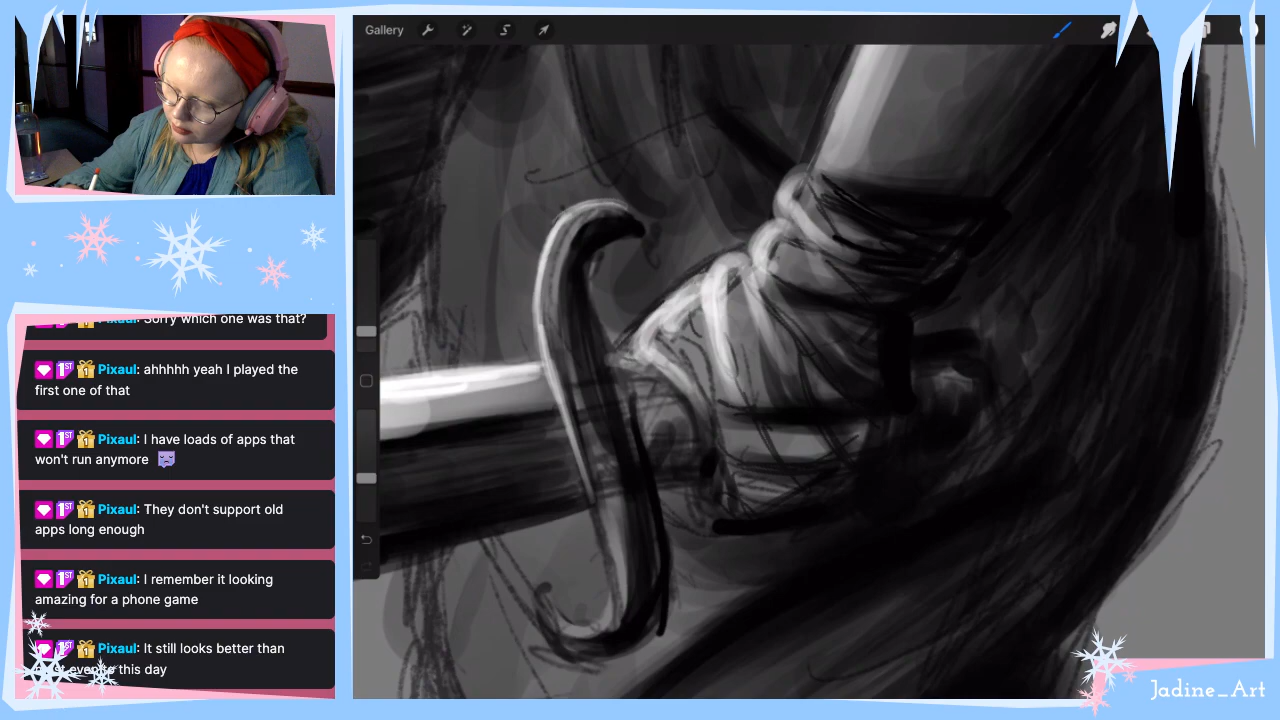 Gallery
Pixaul: Sorry which one was that?
Pixaul: ahhhhh yeah I played the
first one of that
Pixaul: I have loads of apps that
won't run anymore
Pixaul: They don't support old
apps long enough
Pixaul: I remember it looking
amazing for a phone game
Pixaul: It still looks better than
this day
Jadine_Art